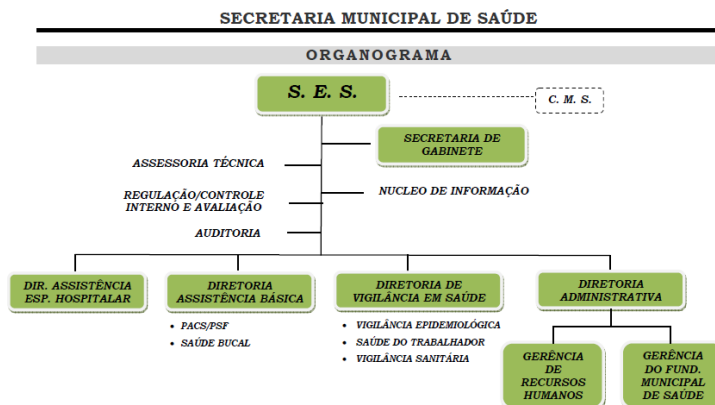 SECRETARIA MUNICIPAL DE SAÚDE
ORGANOGRAMA
S. E. S.
C. M. S.
SECRETARIA DE
GABINETE
ASSESSORIA TÉCNICA
NUCLEO DE INFORMAÇÃO
REGULAÇÃO/CONTROLE
INTERNO E AVALIAÇÃO
AUDITORIA
DIR. ASSISTÊNCIA
ESP. HOSPITALAR
DIRETORIA
ASSISTÊNCIA BÁSICA
• PACS/PSF
• SAÚDE BUCAL
DIRETORIA DE
VIGILÂNCIA EM SAÚDE
• VIGILÂNCIA EPIDEMIOLÓGICA
• SAÚDE DO TRABALHADOR
• VIGILÂNCIA SANITÁRIA
DIRETORIA
ADMINISTRATIVA
GERÊNCIA
DE
RECURSOS
HUMANOS
GERÊNCIA
DO FUND.
MUNICIPAL
DE SAÚDE